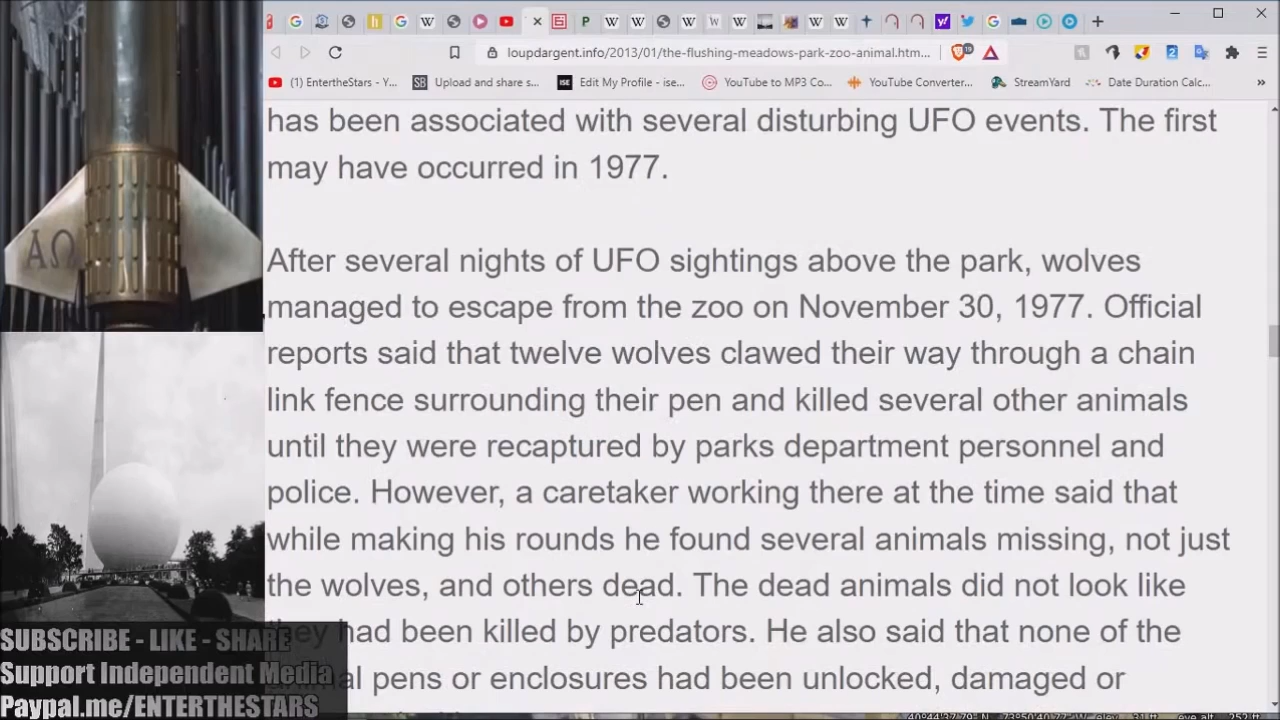 loupdargent.info/2013/01/the-flushing-meadows-park-zoo-animal.htm...
19
2
(1) EntertheStars - Y...
SB Upload and share s...
ISE Edit My Profile - ise...
YouTube to MP3 Co...
YouTube Converter...
StreamYard
Date Duration Calc...
»
has been associated with several disturbing UFO events. The first
may have occurred in 1977.
After several nights of UFO sightings above the park, wolves
managed to escape from the zoo on November 30, 1977. Official
reports said that twelve wolves clawed their way through a chain
link fence surrounding their pen and killed several other animals
until they were recaptured by parks department personnel and
police. However, a caretaker working there at the time said that
while making his rounds he found several animals missing, not just
the wolves, and others dead. The dead animals did not look like
they had been killed by predators. He also said that none of the
animal pens or enclosures had been unlocked, damaged or
ΑΩ
SUBSCRIBE - LIKE - SHARE
Support Independent Media
Paypal.me/ENTERTHESTARS